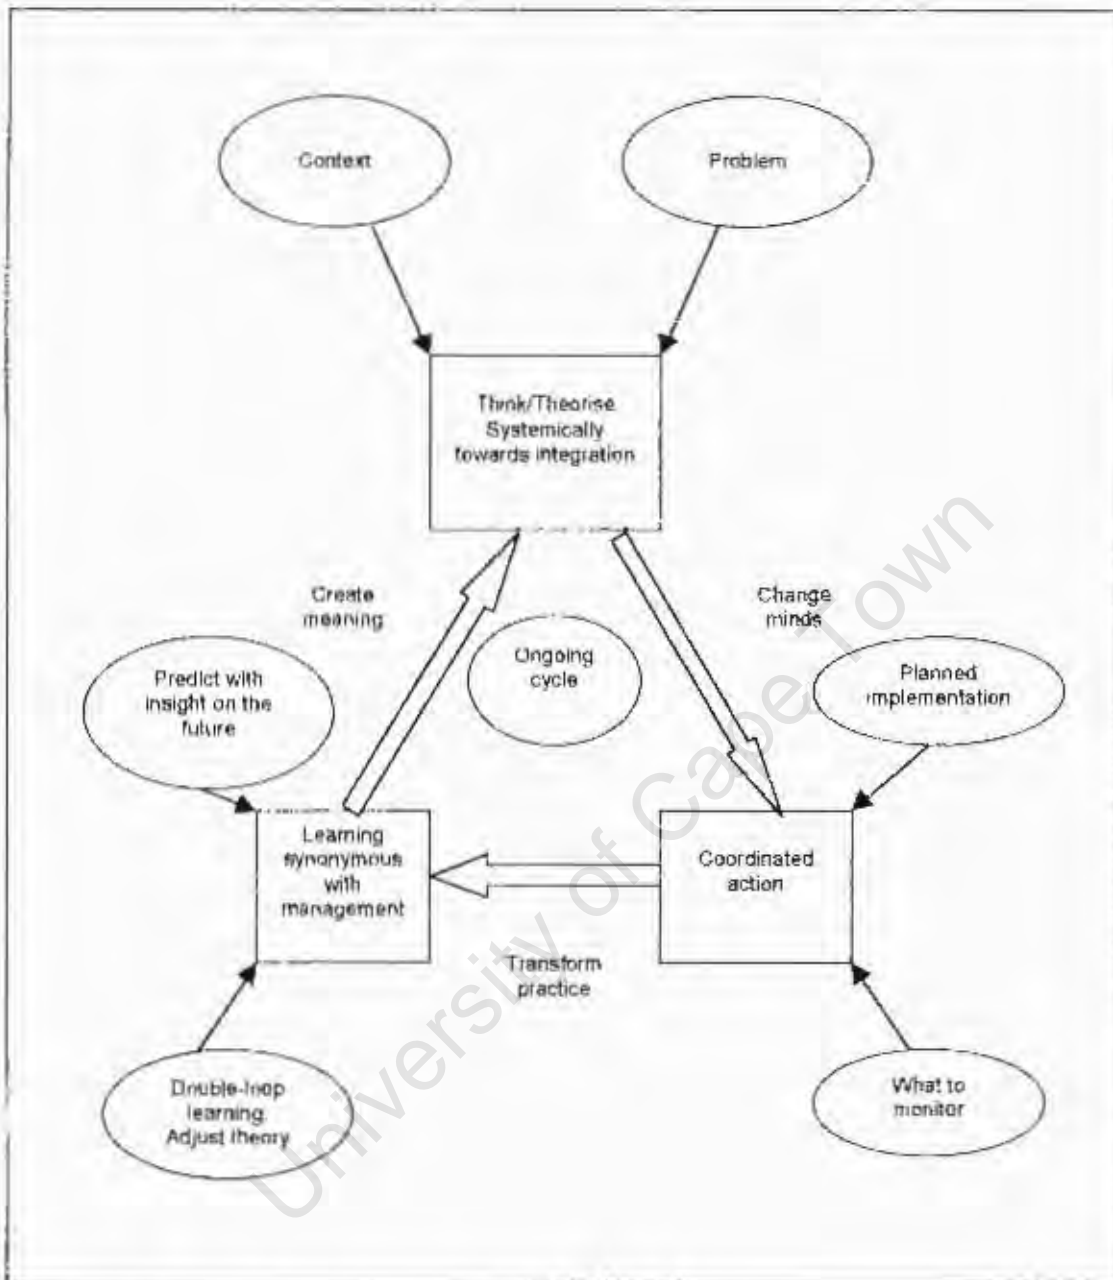 Context
Problem
Think/Theorise
Systemically
towards integration
Create
meaning
Change
minds
Ongoing
cycle
Predict with
insight on the
future
Planned
implementation
Learning
synonymous
with
management
Coordinated
action
Transform
practice
Double-loop
learning
Adjust theory
What to
monitor
University of Cape Town